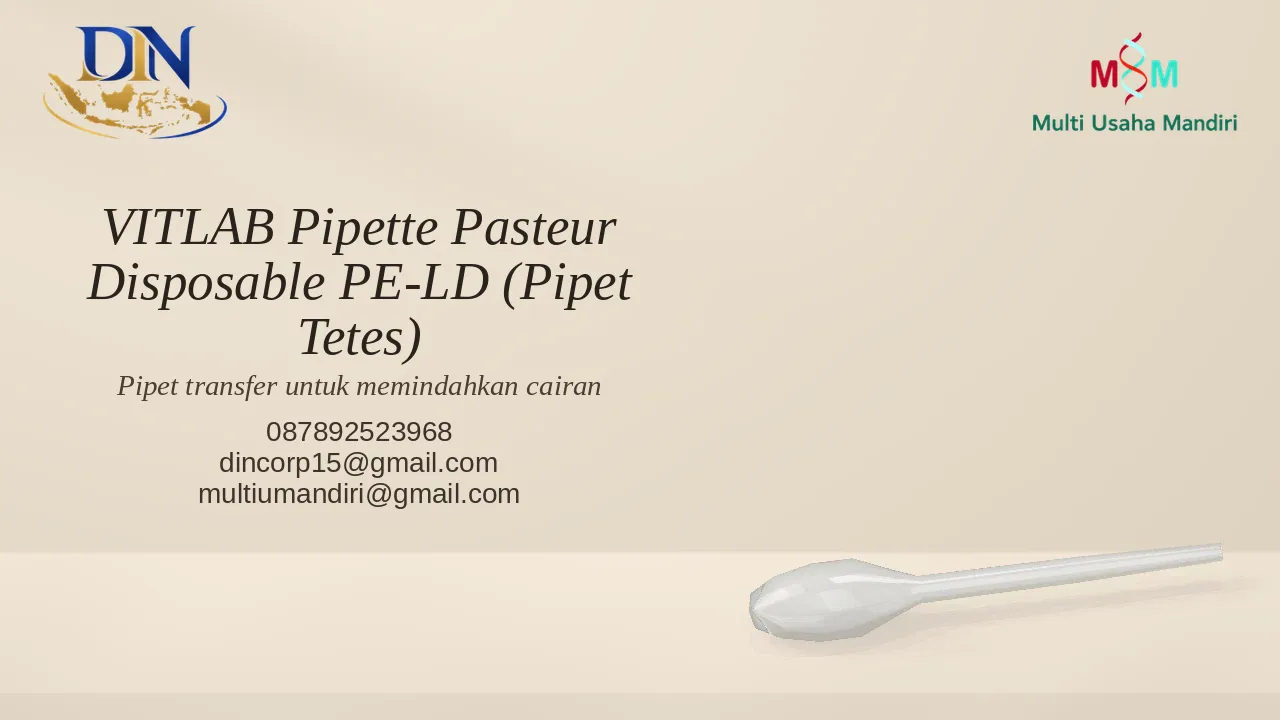 DIN
MSM
Multi Usaha Mandiri
VITLAB Pipette Pasteur
Disposable PE-LD (Pipet
Tetes)
Pipet transfer untuk memindahkan cairan
087892523968
dincorp15@gmail.com
multiumandiri@gmail.com